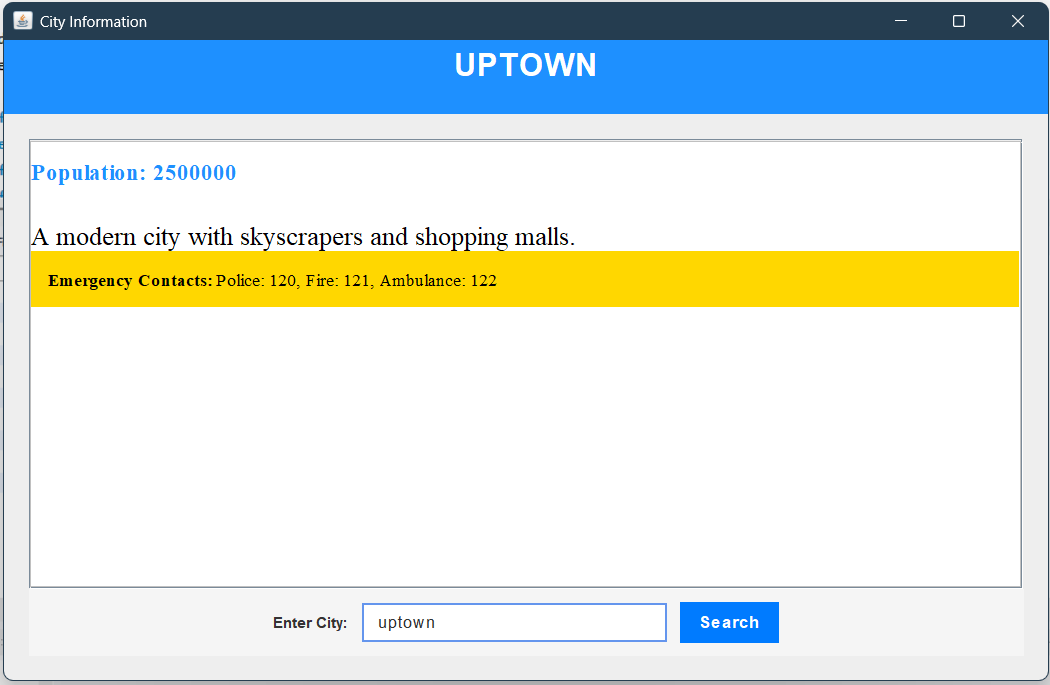 City Information
UPTOWN
Population: 2500000
A modern city with skyscrapers and shopping malls.
Emergency Contacts: Police: 120, Fire: 121, Ambulance: 122
Enter City: uptown Search